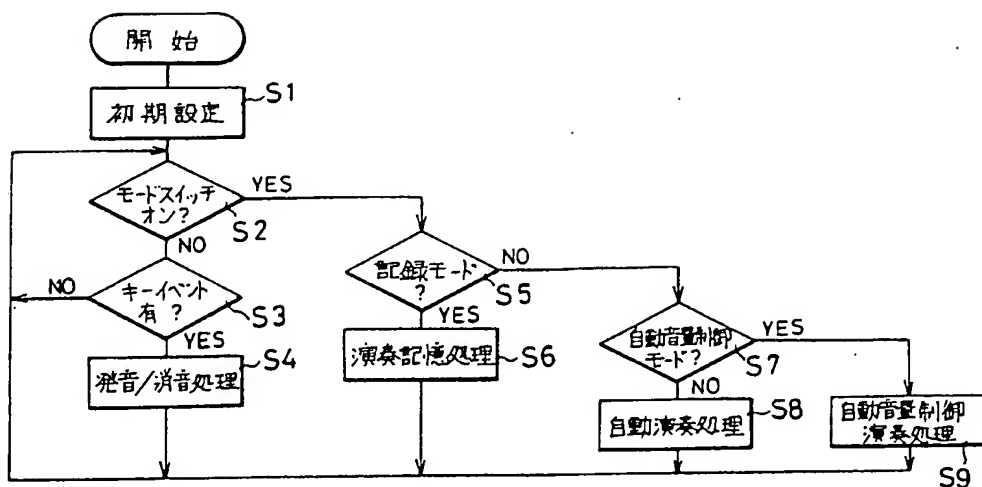 開始
初期設定
S1
モードスイッチ
オン?
S2
YES
NO
キーイベント
有?
S3
NO
YES
発音/消音処理
S4
記録モード
?
S5
NO
YES
演奏記憶処理
S6
自動音量制御
モード?
S7
YES
NO
自動演奏処理
S8
自動音量制御
演奏処理
S9